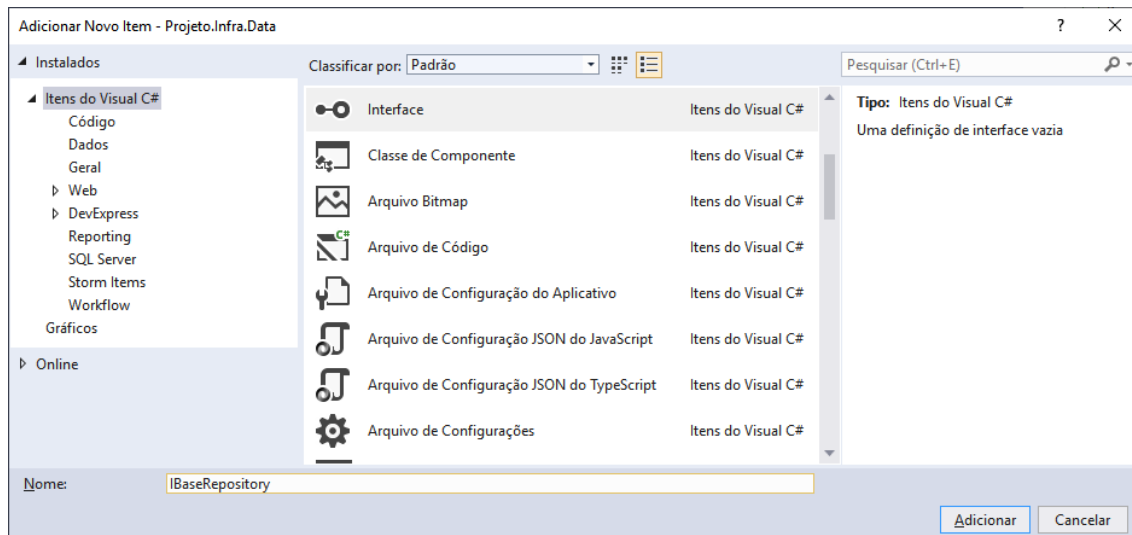 Adicionar Novo Item - Projeto.Infra.Data
?
Instalados
Classificar por: Padrão
Pesquisar (Ctrl+E)
Itens do Visual C#
Código
Dados
Geral
Web
DevExpress
Reporting
SQL Server
Storm Items
Workflow
Gráficos
Online
Interface Itens do Visual C#
Classe de Componente Itens do Visual C#
Arquivo Bitmap Itens do Visual C#
C#
Arquivo de Código Itens do Visual C#
Arquivo de Configuração do Aplicativo Itens do Visual C#
Arquivo de Configuração JSON do JavaScript Itens do Visual C#
Arquivo de Configuração JSON do TypeScript Itens do Visual C#
Arquivo de Configurações Itens do Visual C#
Tipo: Itens do Visual C#
Uma definição de interface vazia
Nome: IBaseRepository
Adicionar Cancelar